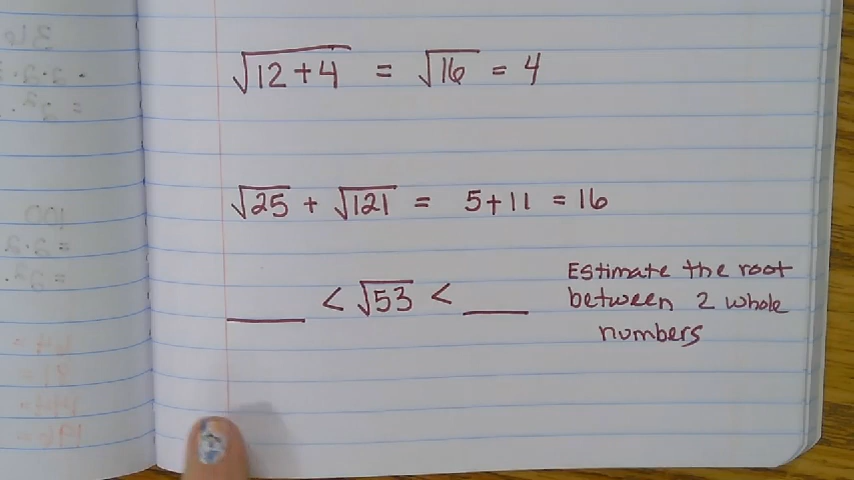 √12+4 = √16 = 4
√25 + √121 = 5+11 = 16
___ < √53 < ___
Estimate the root
between 2 whole
numbers